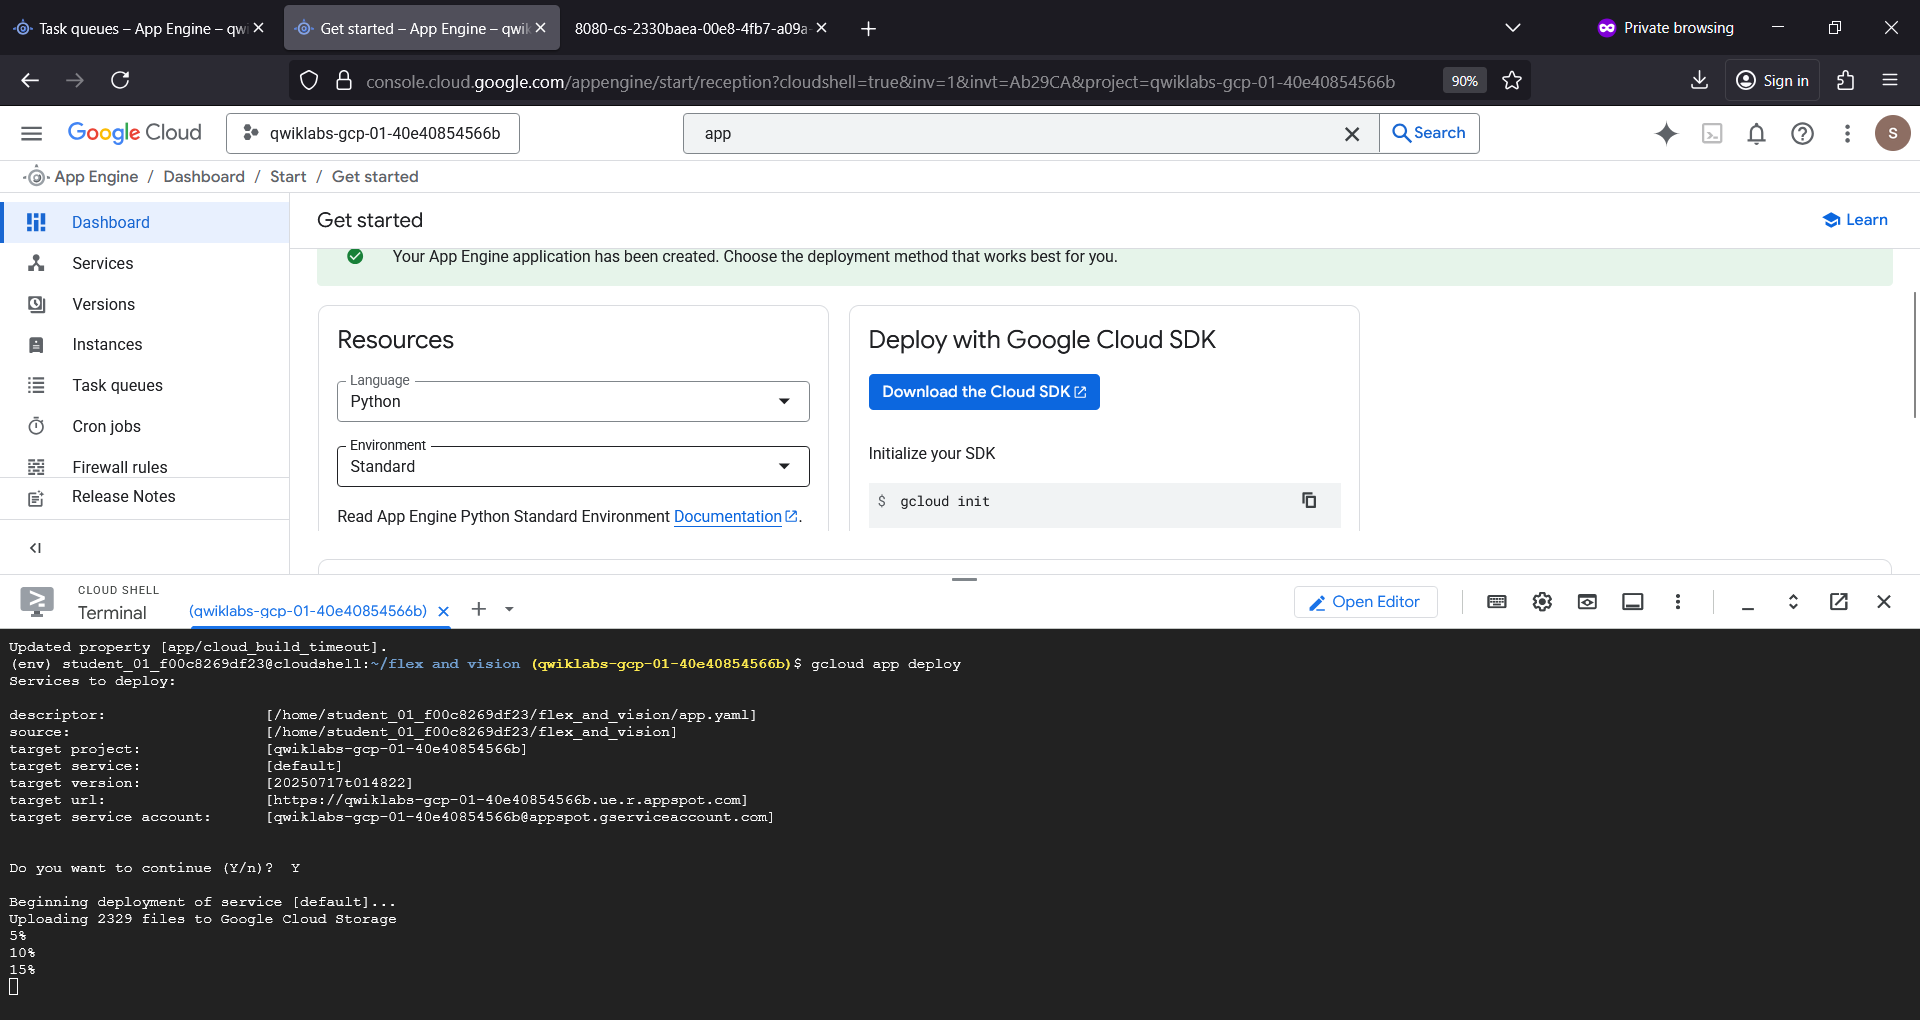 Task queues – App Engine – qwi
Get started – App Engine – qwik
8080-cs-2330baea-00e8-4fb7-a09a-
Private browsing
console.cloud.google.com/appengine/start/reception?cloudshell=true&inv=1&invt=Ab29CA&project=qwiklabs-gcp-01-40e40854566b
90%
Sign in
Google Cloud
qwiklabs-gcp-01-40e40854566b
app
Search
S
App Engine / Dashboard / Start / Get started
Dashboard
Services
Versions
Instances
Task queues
Cron jobs
Firewall rules
Release Notes
Get started
Learn
Your App Engine application has been created. Choose the deployment method that works best for you.
Resources
Language
Python
Environment
Standard
Read App Engine Python Standard Environment Documentation.
Deploy with Google Cloud SDK
Download the Cloud SDK
Initialize your SDK
$ gcloud init
CLOUD SHELL
Terminal
(qwiklabs-gcp-01-40e40854566b)
Open Editor
Updated property [app/cloud_build_timeout].
(env) student_01_f00c8269df23@cloudshell:~/flex_and_vision (qwiklabs-gcp-01-40e40854566b)$ gcloud app deploy
Services to deploy:
descriptor: [/home/student_01_f00c8269df23/flex_and_vision/app.yaml]
source: [/home/student_01_f00c8269df23/flex_and_vision]
target project: [qwiklabs-gcp-01-40e40854566b]
target service: [default]
target version: [20250717t014822]
target url: [https://qwiklabs-gcp-01-40e40854566b.ue.r.appspot.com]
target service account: [qwiklabs-gcp-01-40e40854566b@appspot.gserviceaccount.com]
Do you want to continue (Y/n)? Y
Beginning deployment of service [default]...
Uploading 2329 files to Google Cloud Storage
5%
10%
15%